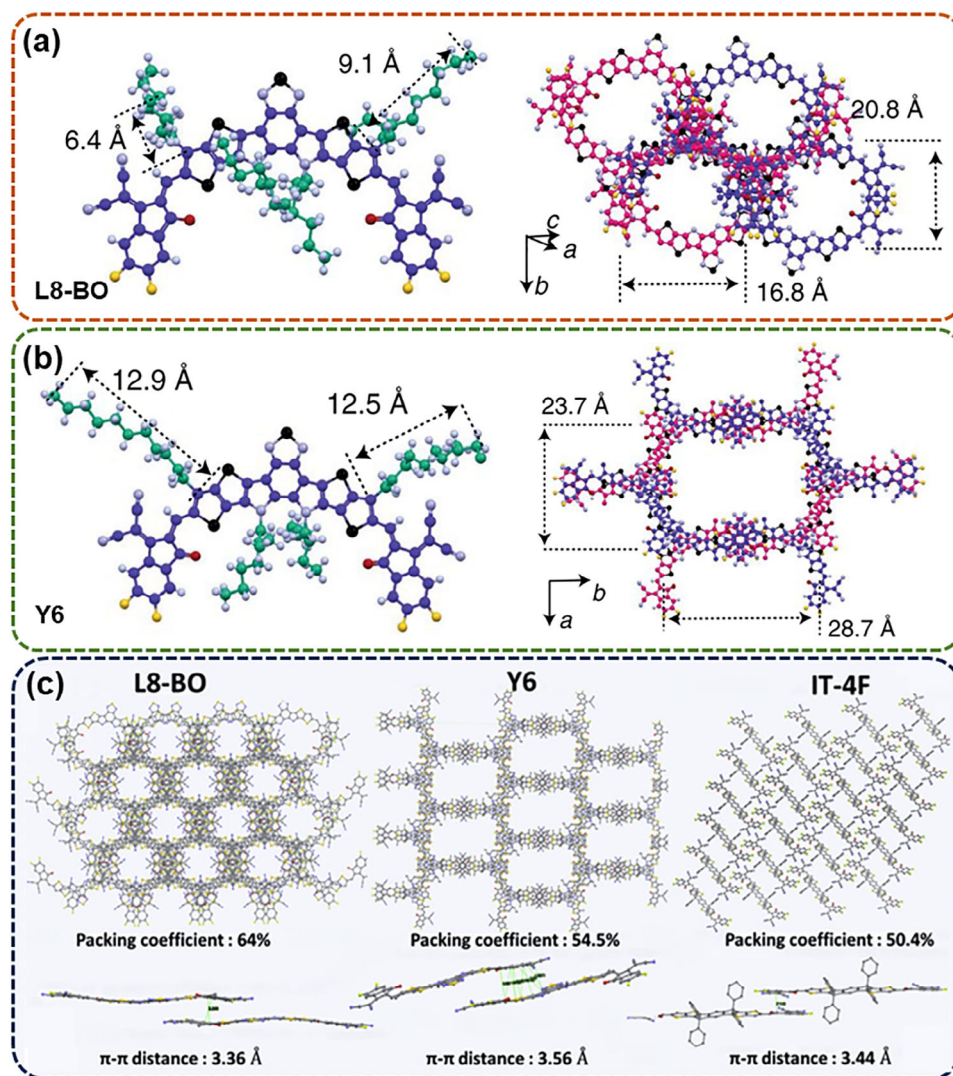 (a)
9.1 Å
6.4 Å
20.8 Å
c
a
b
16.8 Å
L8-BO
(b)
12.9 Å
12.5 Å
23.7 Å
b
a
28.7 Å
Y6
(c)
L8-BO Y6 IT-4F
Packing coefficient : 64% Packing coefficient : 54.5% Packing coefficient : 50.4%
π-π distance : 3.36 Å π-π distance : 3.56 Å π-π distance : 3.44 Å